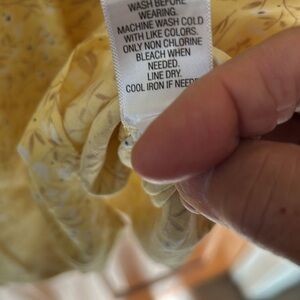 WASH BEFORE
WEARING.
MACHINE WASH COLD
WITH LIKE COLORS.
ONLY NON CHLORINE
BLEACH WHEN
NEEDED.
LINE DRY.
COOL IRON IF NEEDED